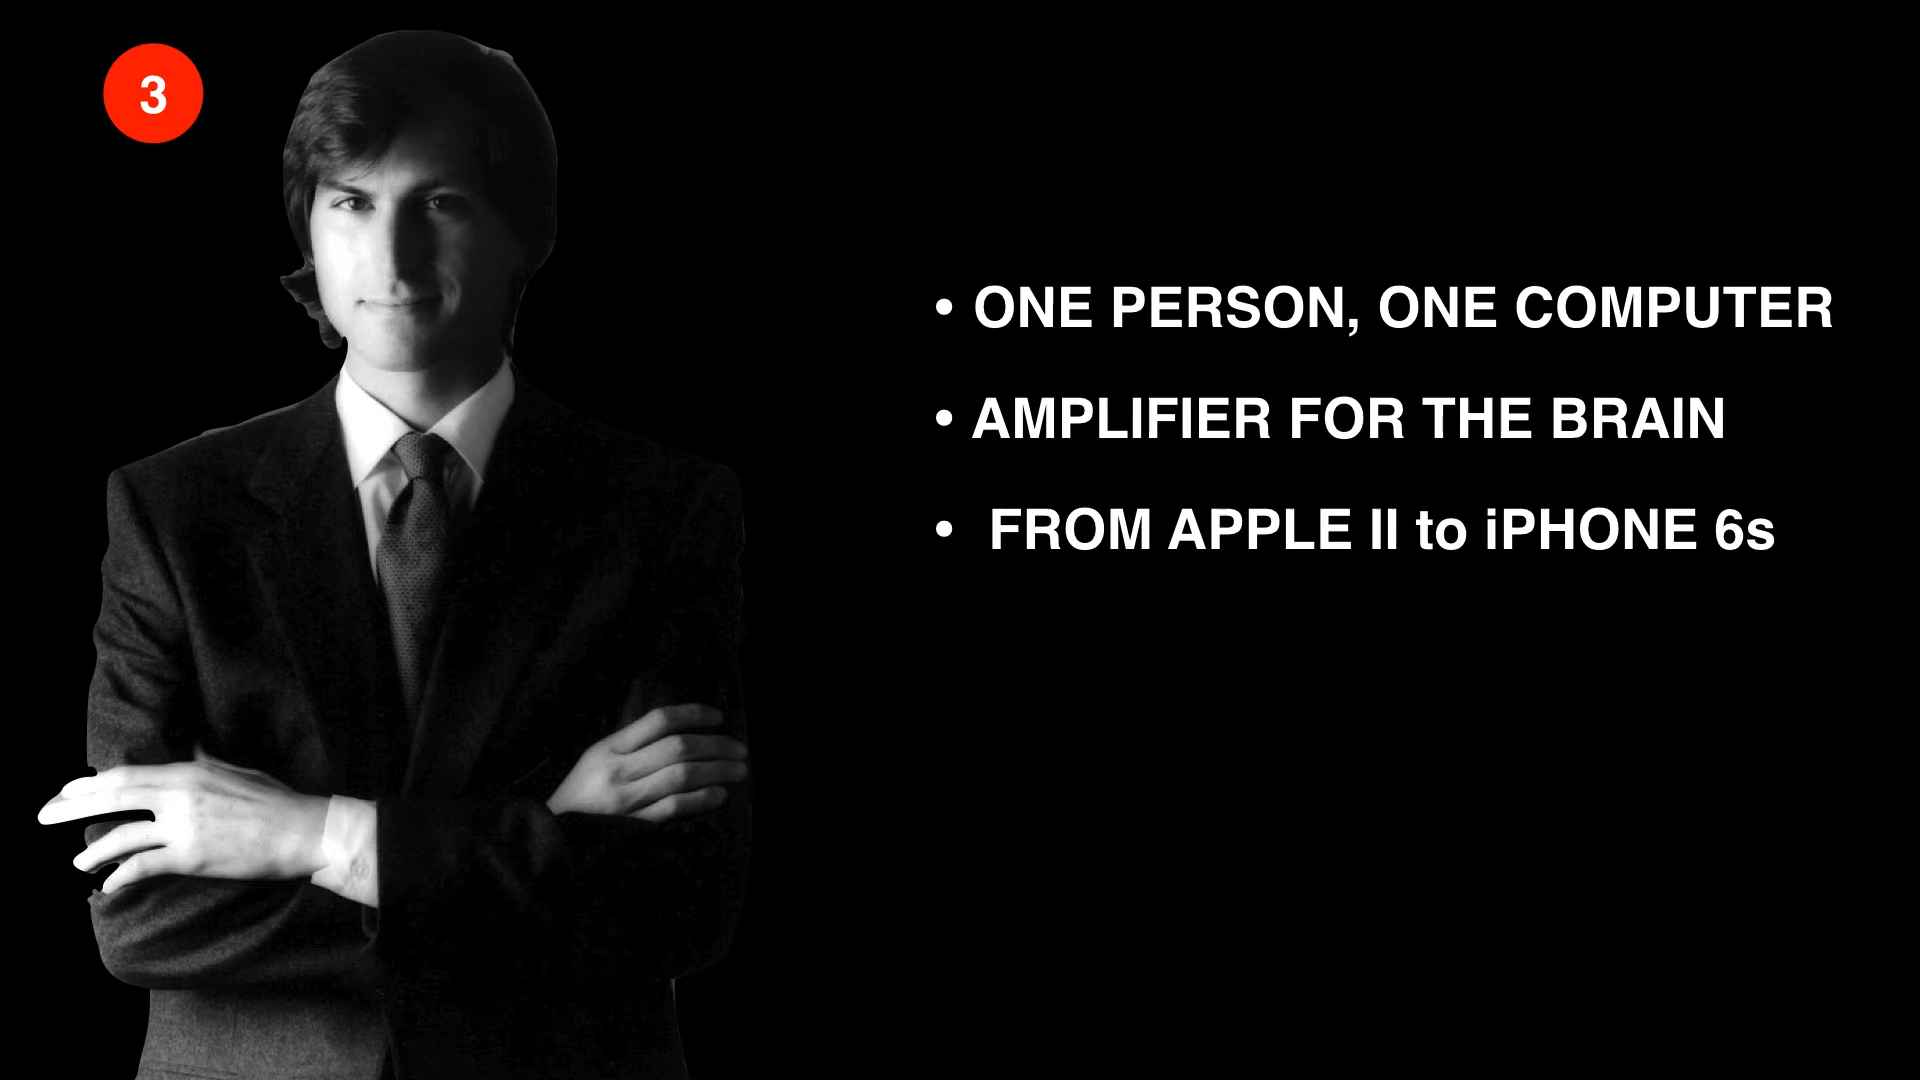 3
• ONE PERSON, ONE COMPUTER
• AMPLIFIER FOR THE BRAIN
• FROM APPLE II to iPHONE 6s